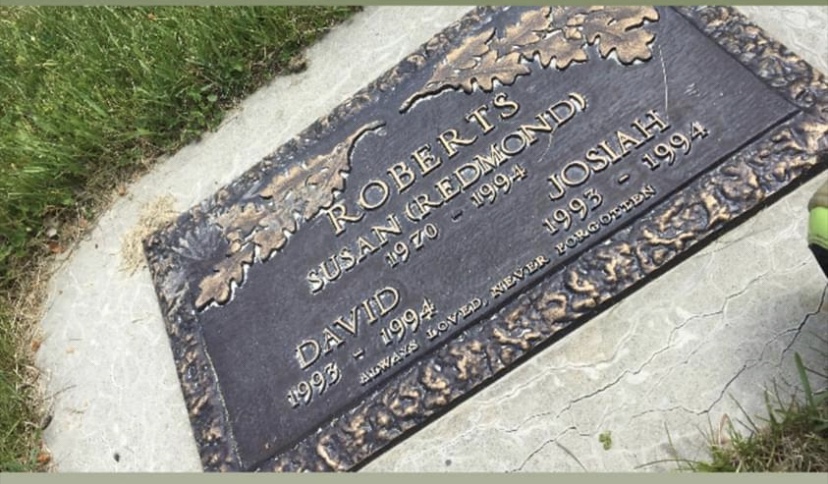 ROBERTS
SUSAN (REDMOND)
1970 - 1994
DAVID
1993 - 1994
JOSIAH
1993 - 1994
ALWAYS LOVED, NEVER FORGOTTEN